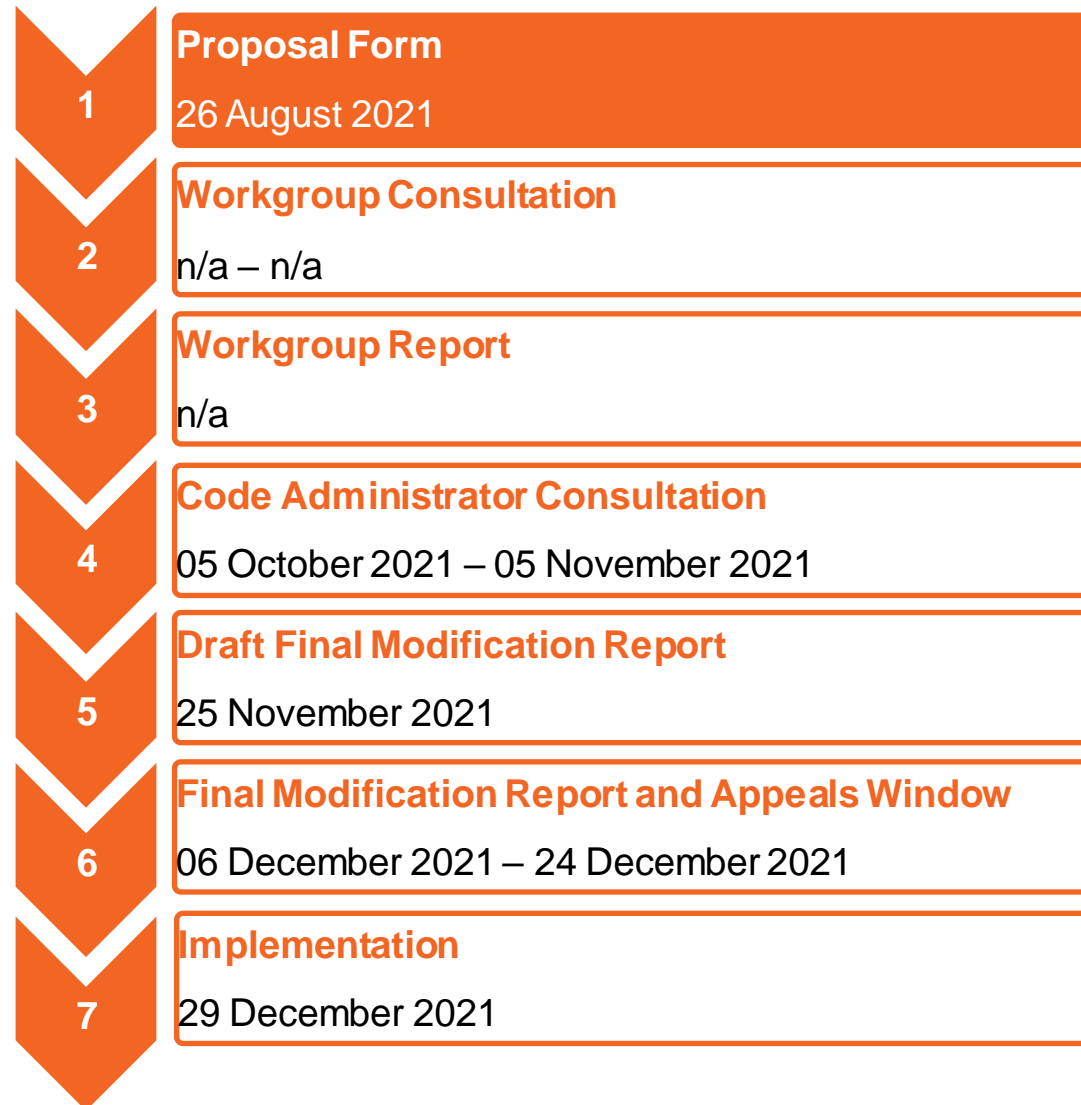 1
Proposal Form
26 August 2021
2
Workgroup Consultation
n/a – n/a
3
Workgroup Report
n/a
4
Code Administrator Consultation
05 October 2021 – 05 November 2021
5
Draft Final Modification Report
25 November 2021
6
Final Modification Report and Appeals Window
06 December 2021 – 24 December 2021
7
Implementation
29 December 2021